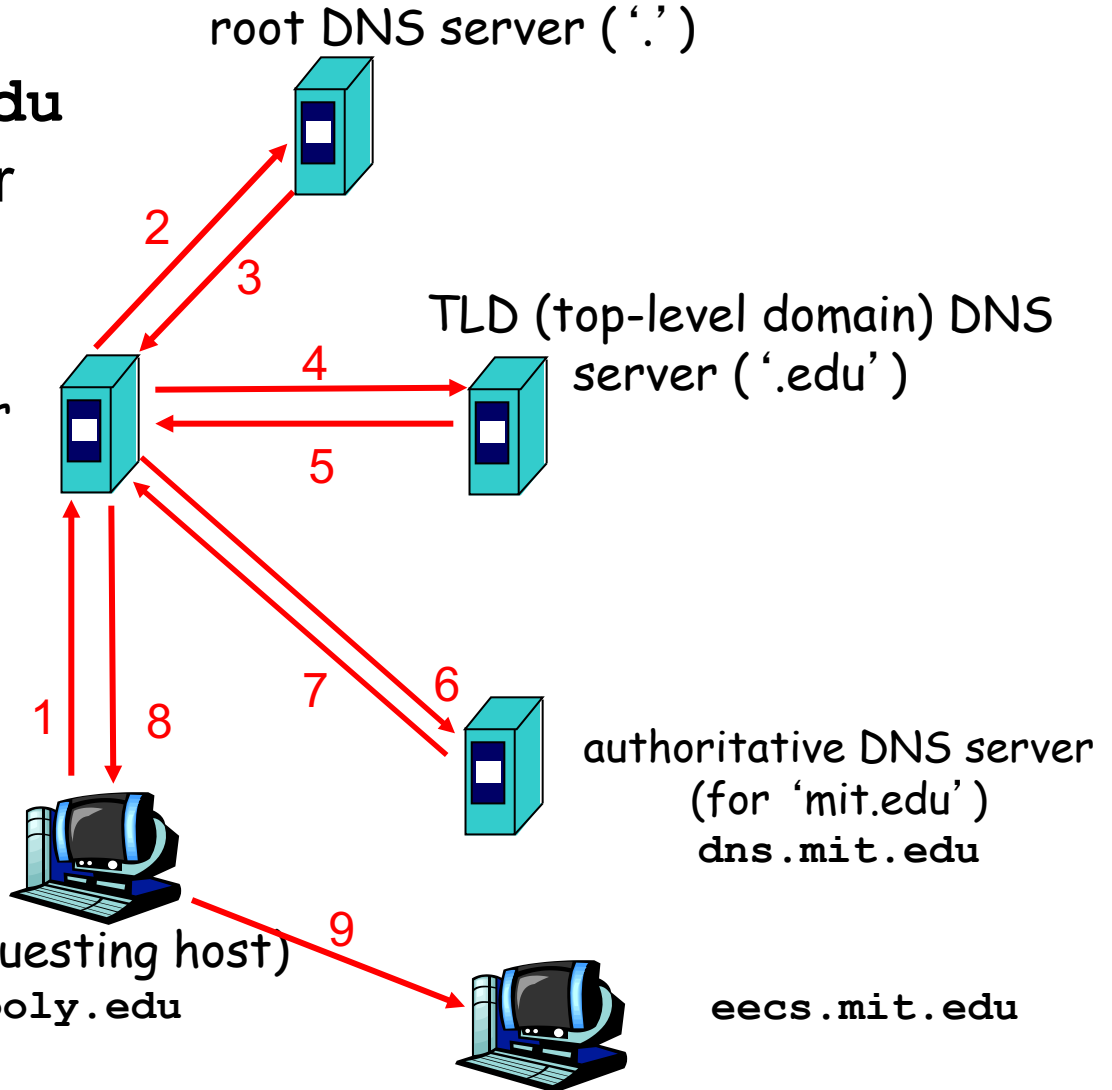 root DNS server (‘.’)
du
r
2
3
TLD (top-level domain) DNS
server (‘.edu’)
4
r
5
6
7
1
8
authoritative DNS server
(for ‘mit.edu’)
dns.mit.edu
9
uesting host)
poly.edu
eecs.mit.edu